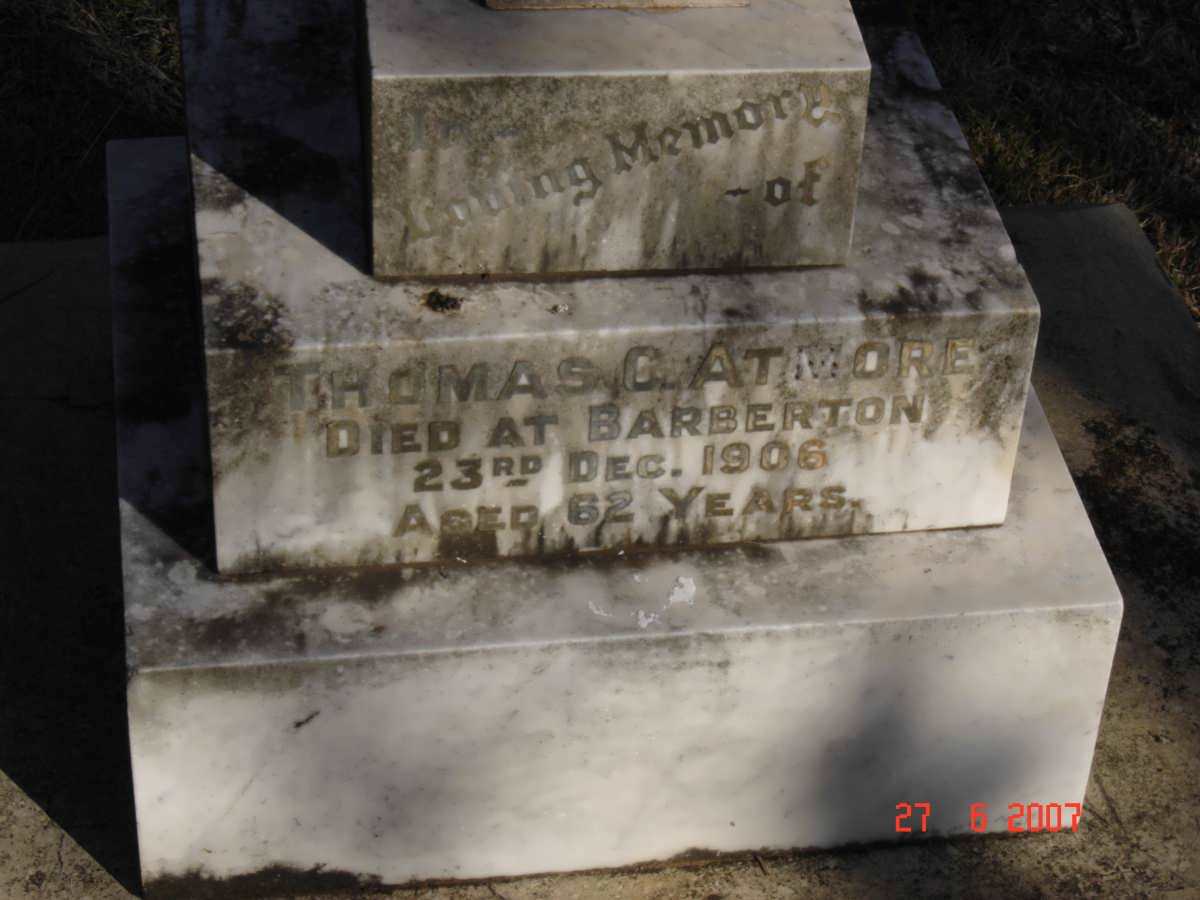 In -
Loving Memory
- of
THOMAS C. ATMORE
DIED AT BARBERTON
23RD DEC. 1906
AGED 62 YEARS.
27 6 2007